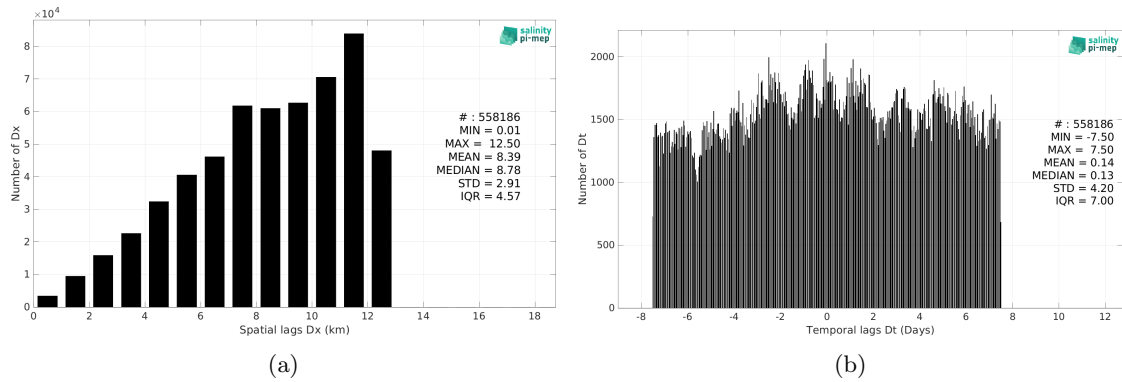 ×10⁴
8
7
6
5
4
3
2
1
0
Number of Dx
0 2 4 6 8 10 12 14 16 18
Spatial lags Dx (km)
salinity
pi-mep
# : 558186
MIN = 0.01
MAX = 12.50
MEAN = 8.39
MEDIAN = 8.78
STD = 2.91
IQR = 4.57
(a)
2000
1500
1000
500
0
Number of Dt
-8 -6 -4 -2 0 2 4 6 8 10 12
Temporal lags Dt (Days)
salinity
pi-mep
# : 558186
MIN = -7.50
MAX = 7.50
MEAN = 0.14
MEDIAN = 0.13
STD = 4.20
IQR = 7.00
(b)